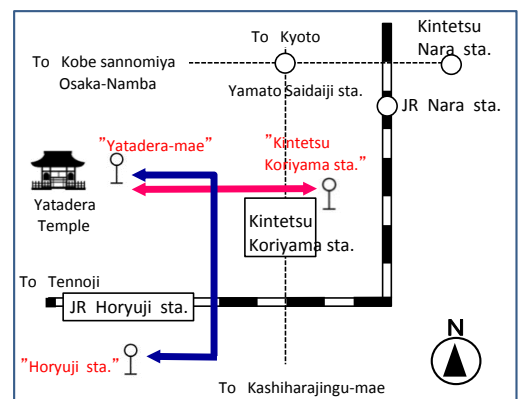 To Kyoto
Kintetsu
Nara sta.
To Kobe sannomiya
Osaka-Namba
Yamato Saidaiji sta.
JR Nara sta.
"Yatadera-mae"
"Kintetsu
Koriyama sta."
Yatadera
Temple
Kintetsu
Koriyama sta.
To Tennoji
JR Horyuji sta.
"Horyuji sta."
N
To Kashiharajingu-mae